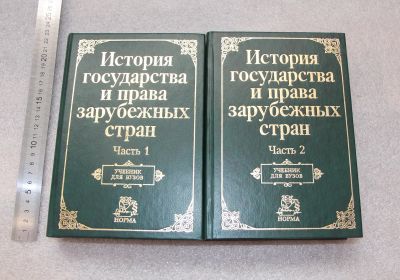 История
государства
и права
зарубежных
стран
Часть 1
УЧЕБНИК
ДЛЯ ВУЗОВ
НОРМА
История
государства
и права
зарубежных
стран
Часть 2
УЧЕБНИК
ДЛЯ ВУЗОВ
НОРМА